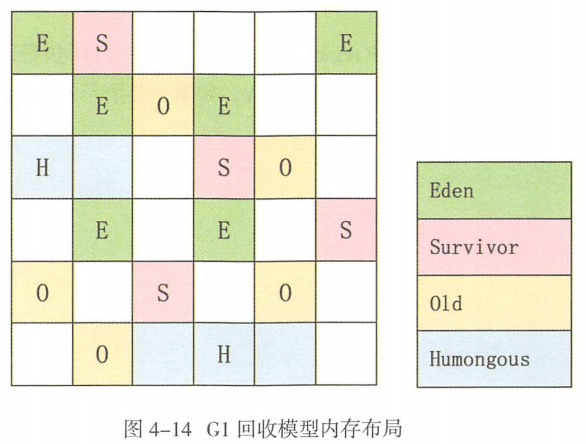 E S E
E O E
H S O
E E S
O S O
O H
Eden
Survivor
Old
Humongous
图 4-14 G1 回收模型内存布局